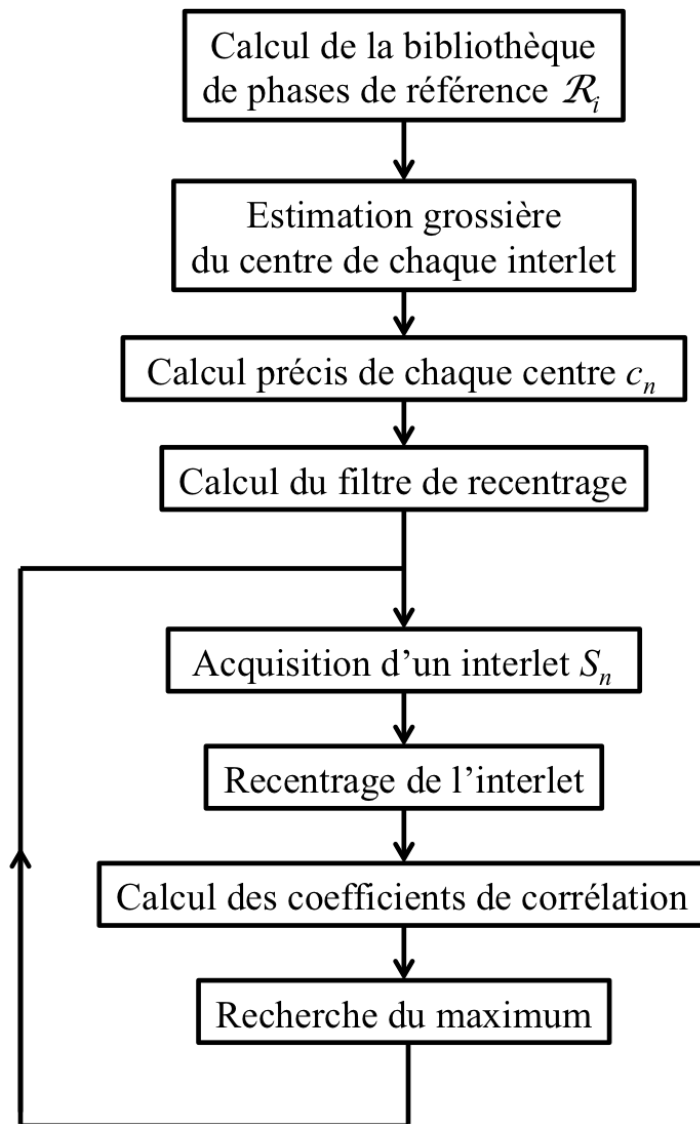 Calcul de la bibliothèque
de phases de référence ℛᵢ
Estimation grossière
du centre de chaque interlet
Calcul précis de chaque centre cₙ
Calcul du filtre de recentrage
Acquisition d’un interlet Sₙ
Recentrage de l’interlet
Calcul des coefficients de corrélation
Recherche du maximum